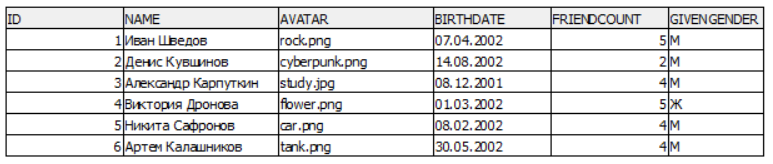 ID NAME AVATAR BIRTHDATE FRIENDCOUNT GIVENGENDER
1 Иван Шведов rock.png 07.04.2002 5 М
2 Денис Кувшинов cyberpunk.png 14.08.2002 2 М
3 Александр Карпуткин study.jpg 08.12.2001 4 М
4 Виктория Дронова flower.png 01.03.2002 5 Ж
5 Никита Сафронов car.png 08.02.2002 4 М
6 Артем Калашников tank.png 30.05.2002 4 М